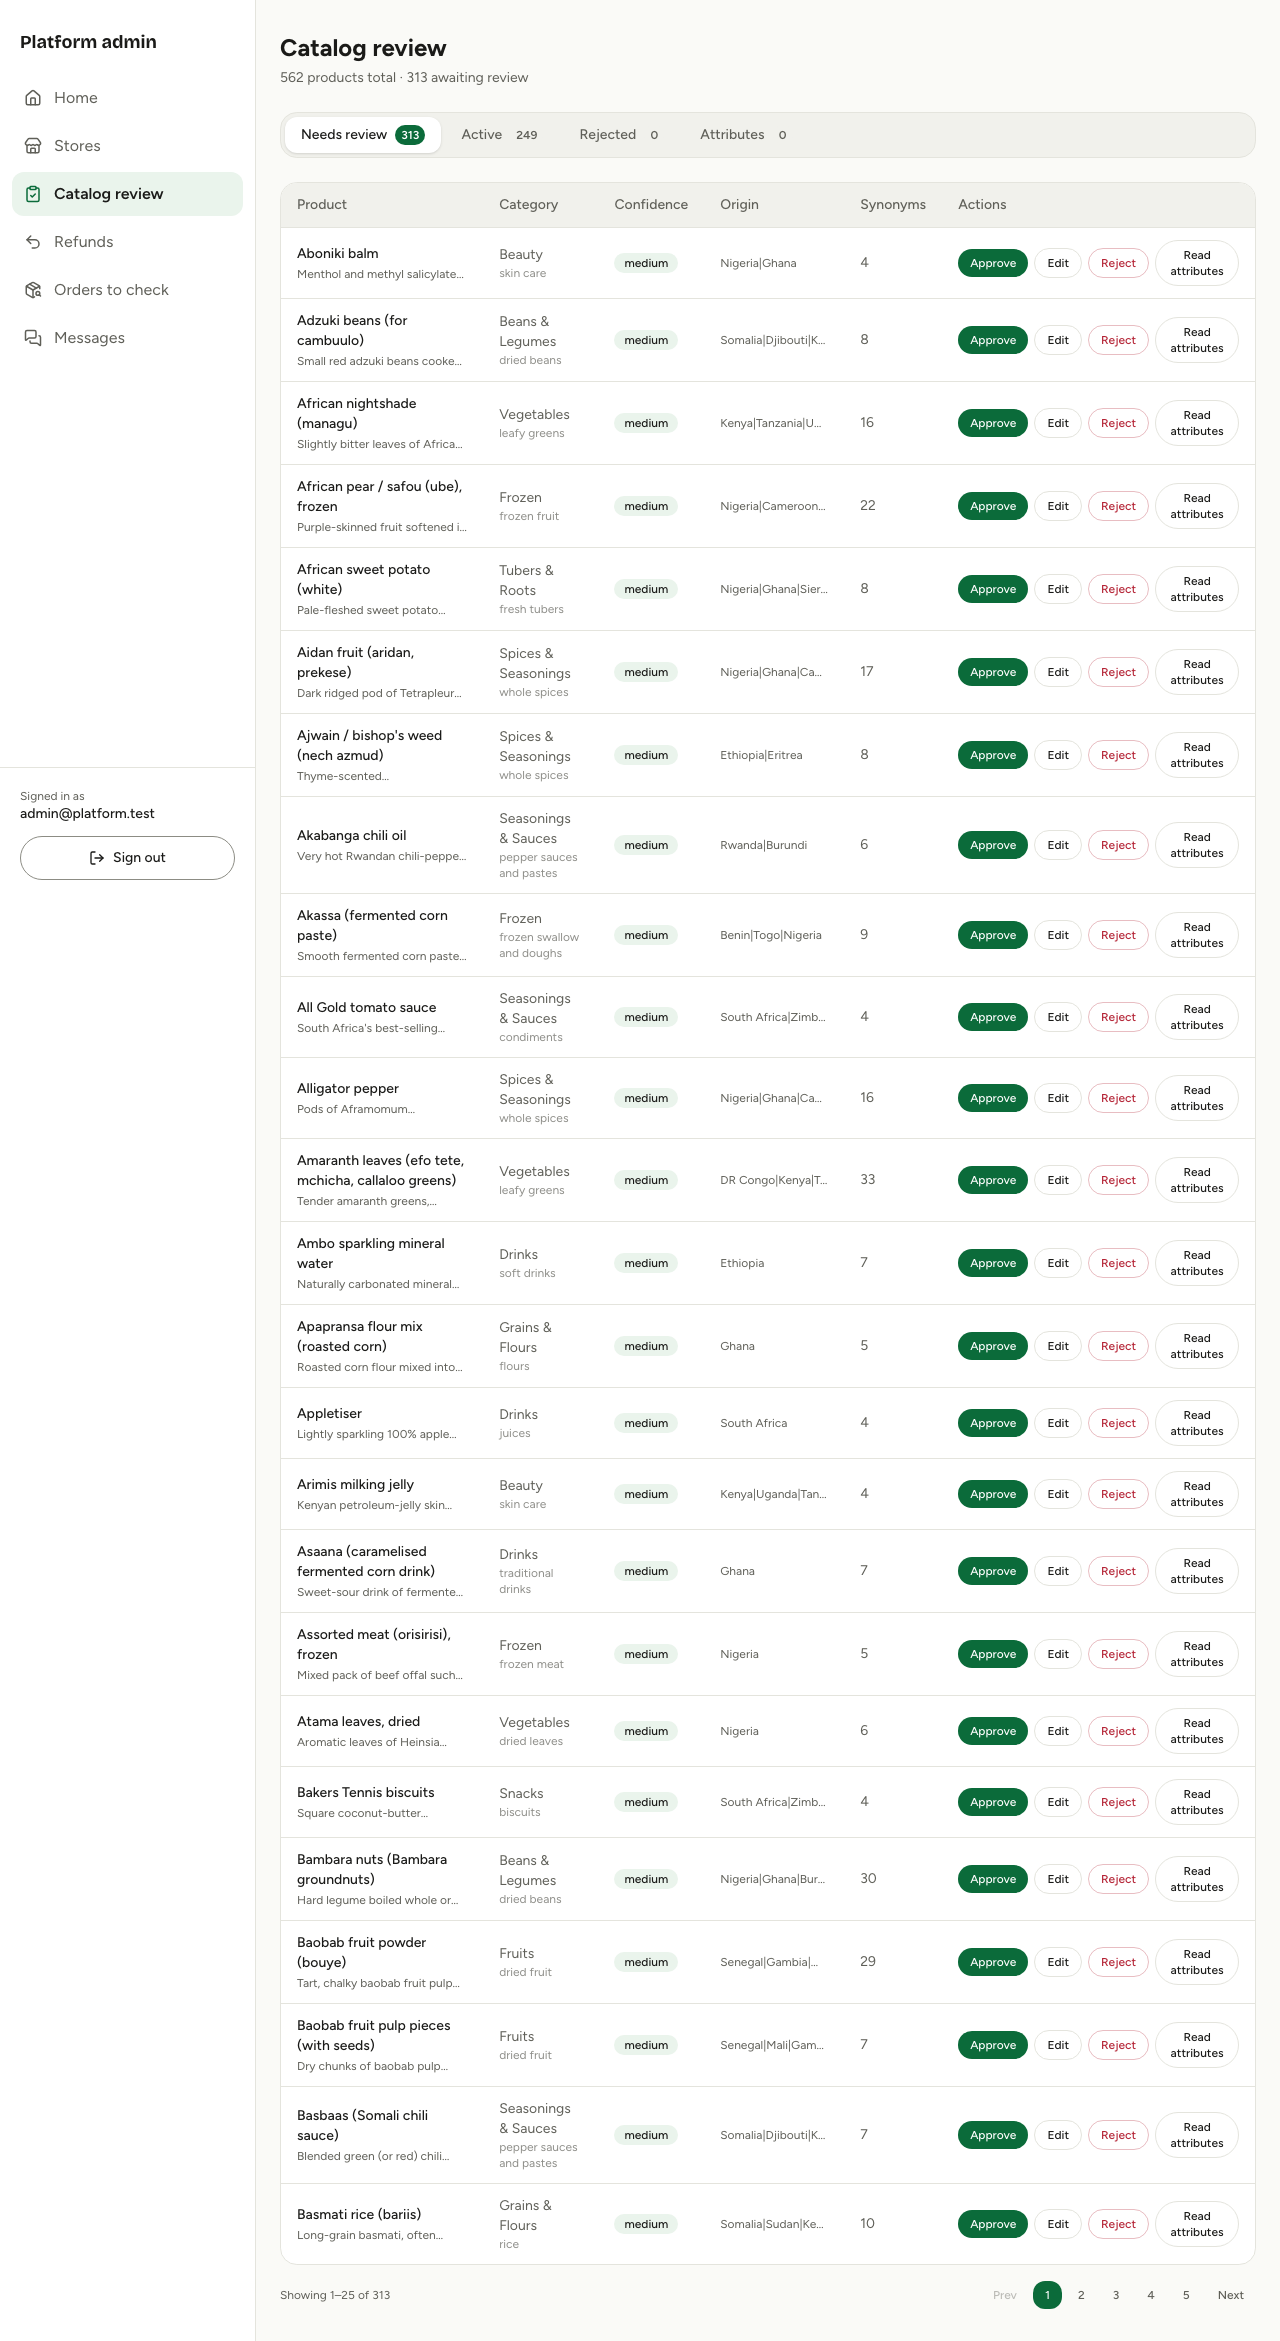 Platform admin
Home
Stores
Catalog review
Refunds
Orders to check
Messages
Signed in as
admin@platform.test
Sign out
Catalog review
562 products total · 313 awaiting review
Needs review 313 Active 249 Rejected 0 Attributes 0
Product Category Confidence Origin Synonyms Actions
Aboniki balm
Menthol and methyl salicylate…
Beauty
skin care
medium
Nigeria|Ghana
4
Approve Edit Reject Read
attributes
Adzuki beans (for
cambuulo)
Small red adzuki beans cooke…
Beans &
Legumes
dried beans
medium
Somalia|Djibouti|K…
8
Approve Edit Reject Read
attributes
African nightshade
(managu)
Slightly bitter leaves of Africa…
Vegetables
leafy greens
medium
Kenya|Tanzania|U…
16
Approve Edit Reject Read
attributes
African pear / safou (ube),
frozen
Purple-skinned fruit softened i…
Frozen
frozen fruit
medium
Nigeria|Cameroon…
22
Approve Edit Reject Read
attributes
African sweet potato
(white)
Pale-fleshed sweet potato…
Tubers &
Roots
fresh tubers
medium
Nigeria|Ghana|Sier…
8
Approve Edit Reject Read
attributes
Aidan fruit (aridan,
prekese)
Dark ridged pod of Tetrapleur…
Spices &
Seasonings
whole spices
medium
Nigeria|Ghana|Ca…
17
Approve Edit Reject Read
attributes
Ajwain / bishop's weed
(nech azmud)
Thyme-scented…
Spices &
Seasonings
whole spices
medium
Ethiopia|Eritrea
8
Approve Edit Reject Read
attributes
Akabanga chili oil
Very hot Rwandan chili-peppe…
Seasonings
& Sauces
pepper sauces
and pastes
medium
Rwanda|Burundi
6
Approve Edit Reject Read
attributes
Akassa (fermented corn
paste)
Smooth fermented corn paste…
Frozen
frozen swallow
and doughs
medium
Benin|Togo|Nigeria
9
Approve Edit Reject Read
attributes
All Gold tomato sauce
South Africa's best-selling…
Seasonings
& Sauces
condiments
medium
South Africa|Zimb…
4
Approve Edit Reject Read
attributes
Alligator pepper
Pods of Aframomum…
Spices &
Seasonings
whole spices
medium
Nigeria|Ghana|Ca…
16
Approve Edit Reject Read
attributes
Amaranth leaves (efo tete,
mchicha, callaloo greens)
Tender amaranth greens,…
Vegetables
leafy greens
medium
DR Congo|Kenya|T…
33
Approve Edit Reject Read
attributes
Ambo sparkling mineral
water
Naturally carbonated mineral…
Drinks
soft drinks
medium
Ethiopia
7
Approve Edit Reject Read
attributes
Apapransa flour mix
(roasted corn)
Roasted corn flour mixed into…
Grains &
Flours
flours
medium
Ghana
5
Approve Edit Reject Read
attributes
Appletiser
Lightly sparkling 100% apple…
Drinks
juices
medium
South Africa
4
Approve Edit Reject Read
attributes
Arimis milking jelly
Kenyan petroleum-jelly skin…
Beauty
skin care
medium
Kenya|Uganda|Tan…
4
Approve Edit Reject Read
attributes
Asaana (caramelised
fermented corn drink)
Sweet-sour drink of fermente…
Drinks
traditional
drinks
medium
Ghana
7
Approve Edit Reject Read
attributes
Assorted meat (orisirisi),
frozen
Mixed pack of beef offal such…
Frozen
frozen meat
medium
Nigeria
5
Approve Edit Reject Read
attributes
Atama leaves, dried
Aromatic leaves of Heinsia…
Vegetables
dried leaves
medium
Nigeria
6
Approve Edit Reject Read
attributes
Bakers Tennis biscuits
Square coconut-butter…
Snacks
biscuits
medium
South Africa|Zimb…
4
Approve Edit Reject Read
attributes
Bambara nuts (Bambara
groundnuts)
Hard legume boiled whole or…
Beans &
Legumes
dried beans
medium
Nigeria|Ghana|Bur…
30
Approve Edit Reject Read
attributes
Baobab fruit powder
(bouye)
Tart, chalky baobab fruit pulp…
Fruits
dried fruit
medium
Senegal|Gambia|…
29
Approve Edit Reject Read
attributes
Baobab fruit pulp pieces
(with seeds)
Dry chunks of baobab pulp…
Fruits
dried fruit
medium
Senegal|Mali|Gam…
7
Approve Edit Reject Read
attributes
Basbaas (Somali chili
sauce)
Blended green (or red) chili…
Seasonings
& Sauces
pepper sauces
and pastes
medium
Somalia|Djibouti|K…
7
Approve Edit Reject Read
attributes
Basmati rice (bariis)
Long-grain basmati, often…
Grains &
Flours
rice
medium
Somalia|Sudan|Ke…
10
Approve Edit Reject Read
attributes
Showing 1–25 of 313
Prev 1 2 3 4 5 Next